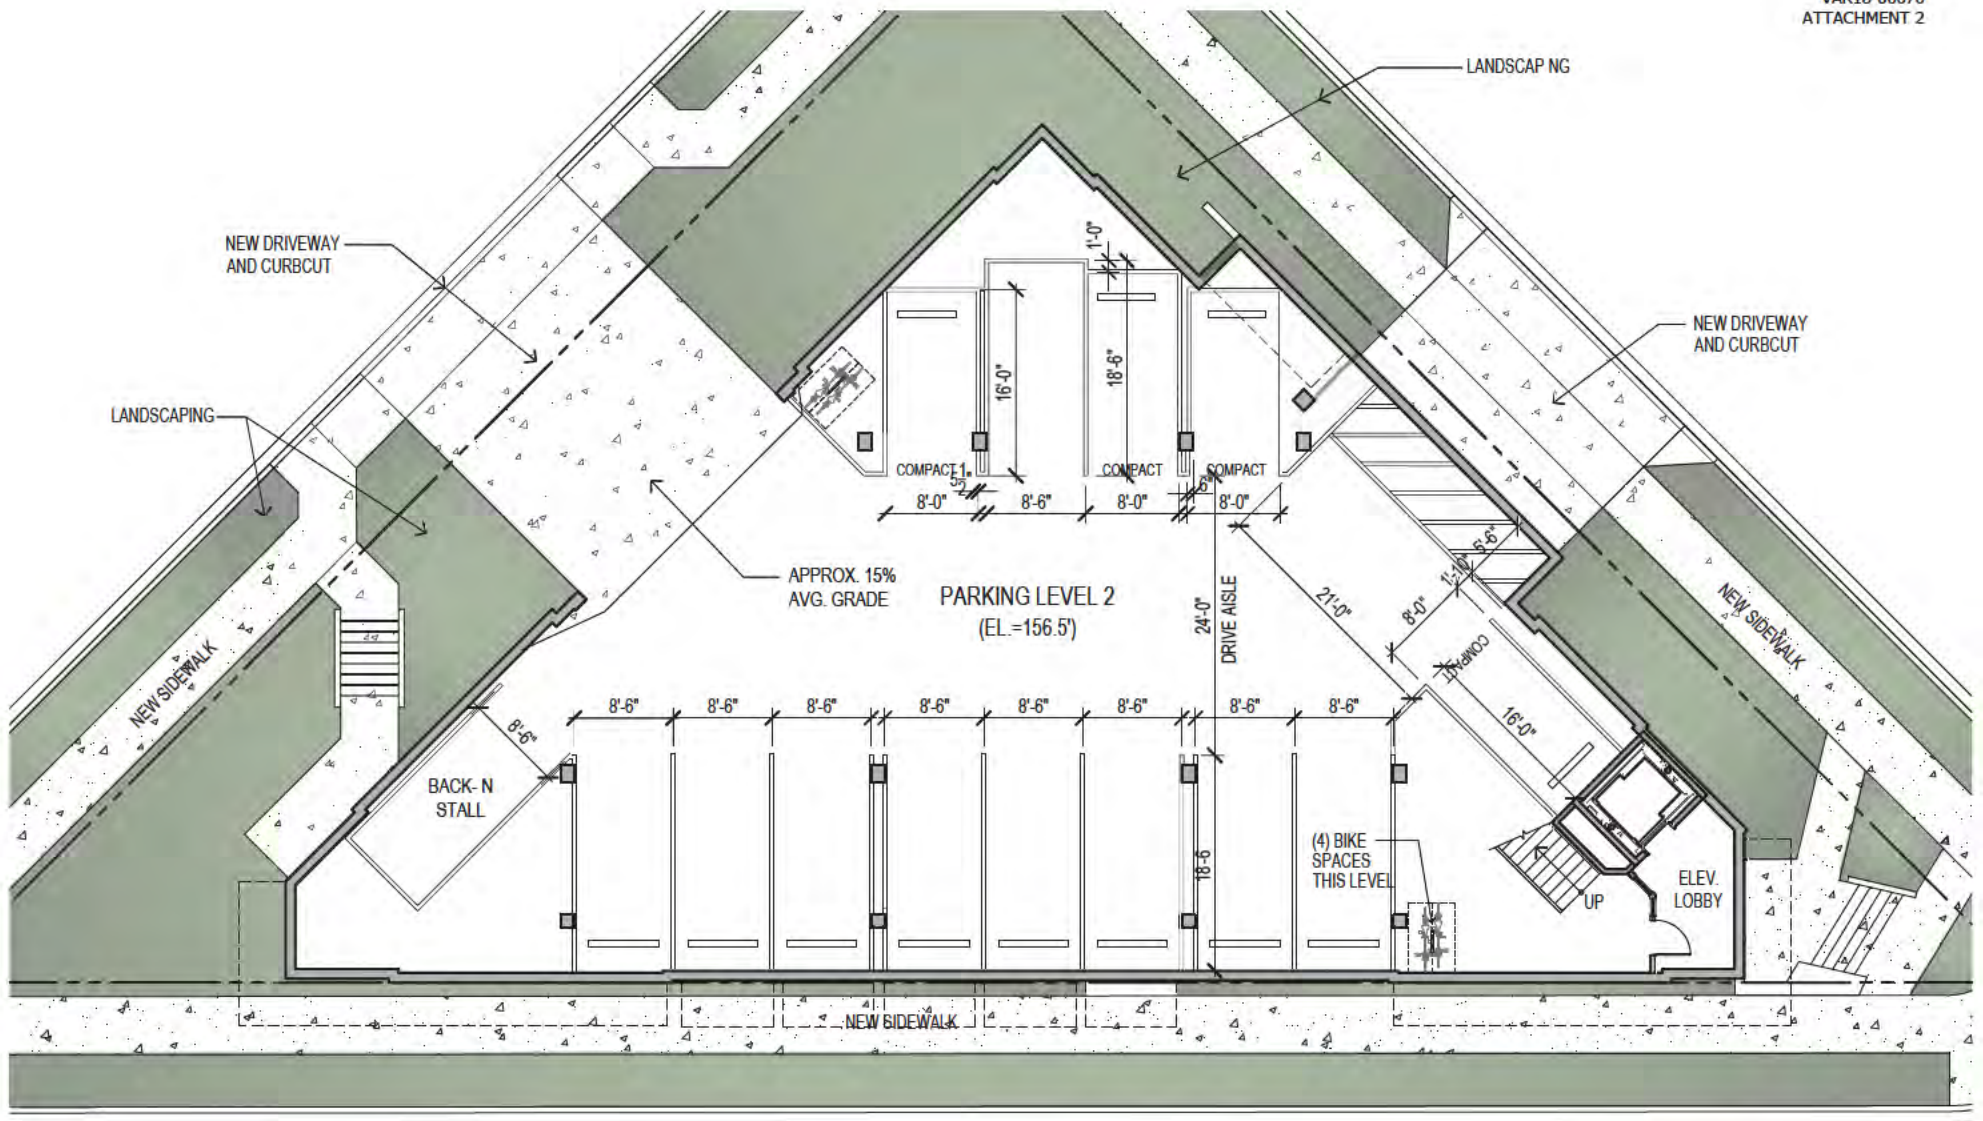 ATTACHMENT 2
LANDSCAP NG
NEW DRIVEWAY
AND CURBCUT
1'-0"
NEW DRIVEWAY
AND CURBCUT
LANDSCAPING
16'-0"
18'-6"
COMPACT
COMPACT
COMPACT
6"
8'-0"
8'-6"
8'-0"
8'-0"
5'-6"
1'-10"
8'-0"
21'-0"
APPROX. 15%
AVG. GRADE
PARKING LEVEL 2
(EL.=156.5')
24'-0"
DRIVE AISLE
NEW SIDEWALK
NEW SIDEWALK
COMPACT
16'-0"
8'-6"
8'-6"
8'-6"
8'-6"
8'-6"
8'-6"
8'-6"
8'-6"
8'-6"
BACK- N
STALL
18'-6
(4) BIKE
SPACES
THIS LEVEL
UP
ELEV.
LOBBY
NEW SIDEWALK